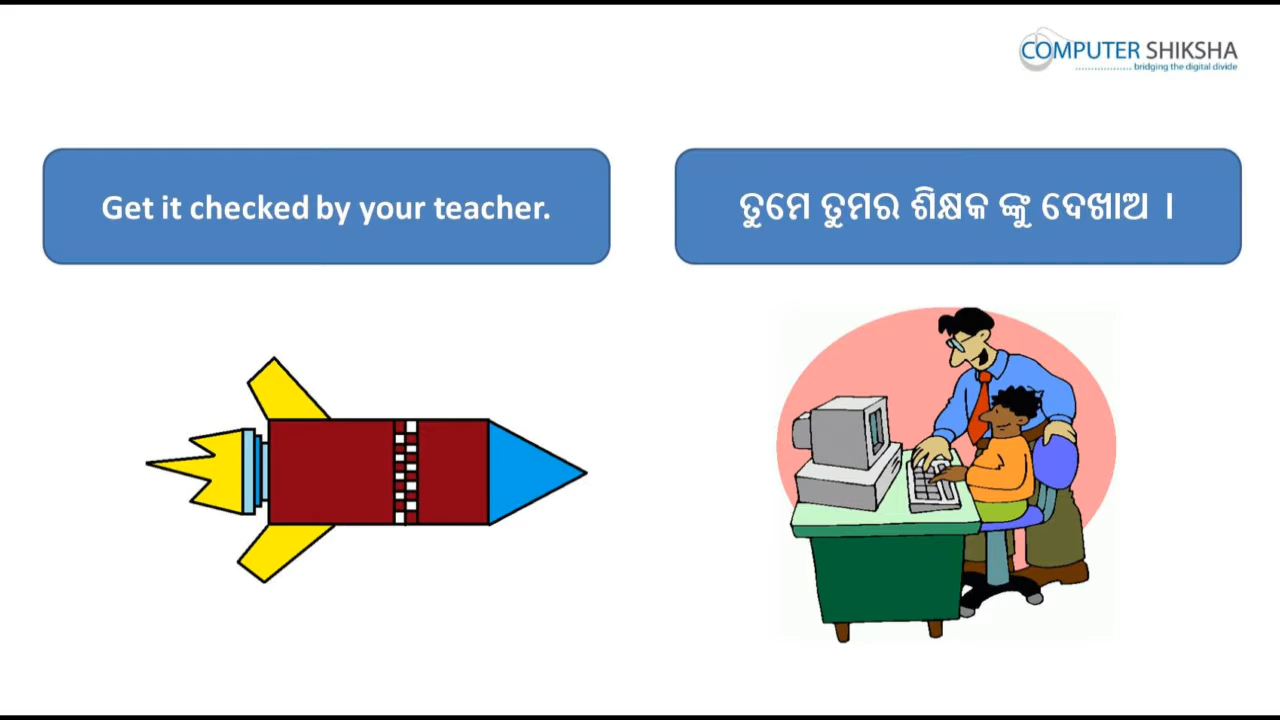 COMPUTER SHIKSHA
bridging the digital divide
Get it checked by your teacher.
ତୁମେ ତୁମର ଶିକ୍ଷକ ଙ୍କୁ ଦେଖାଅ ।